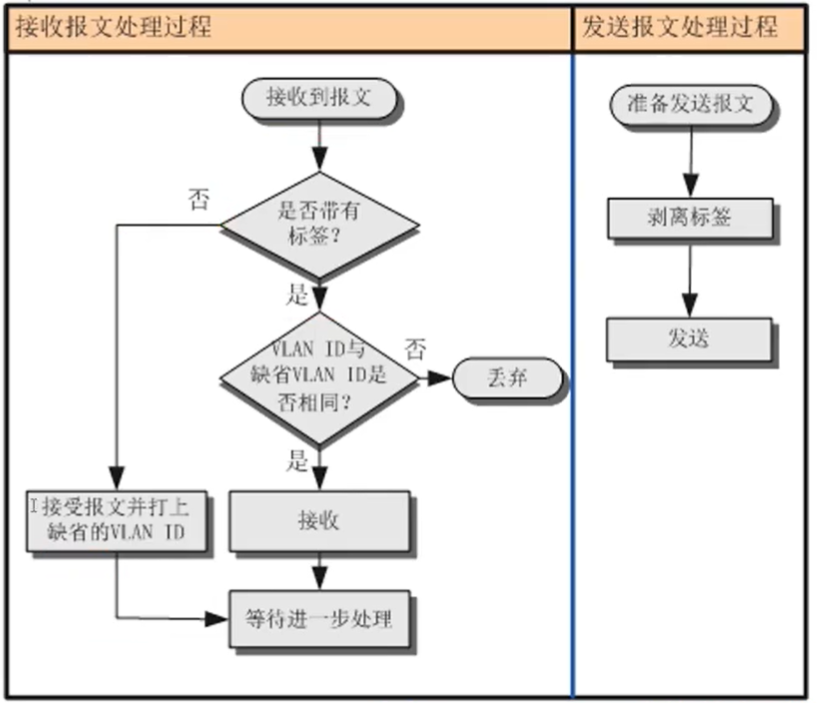 接收报文处理过程
发送报文处理过程
接收到报文
是否带有
标签？
否
是
VLAN ID与
缺省VLAN ID是
否相同？
否
丢弃
是
接受报文并打上
缺省的VLAN ID
接收
等待进一步处理
准备发送报文
剥离标签
发送